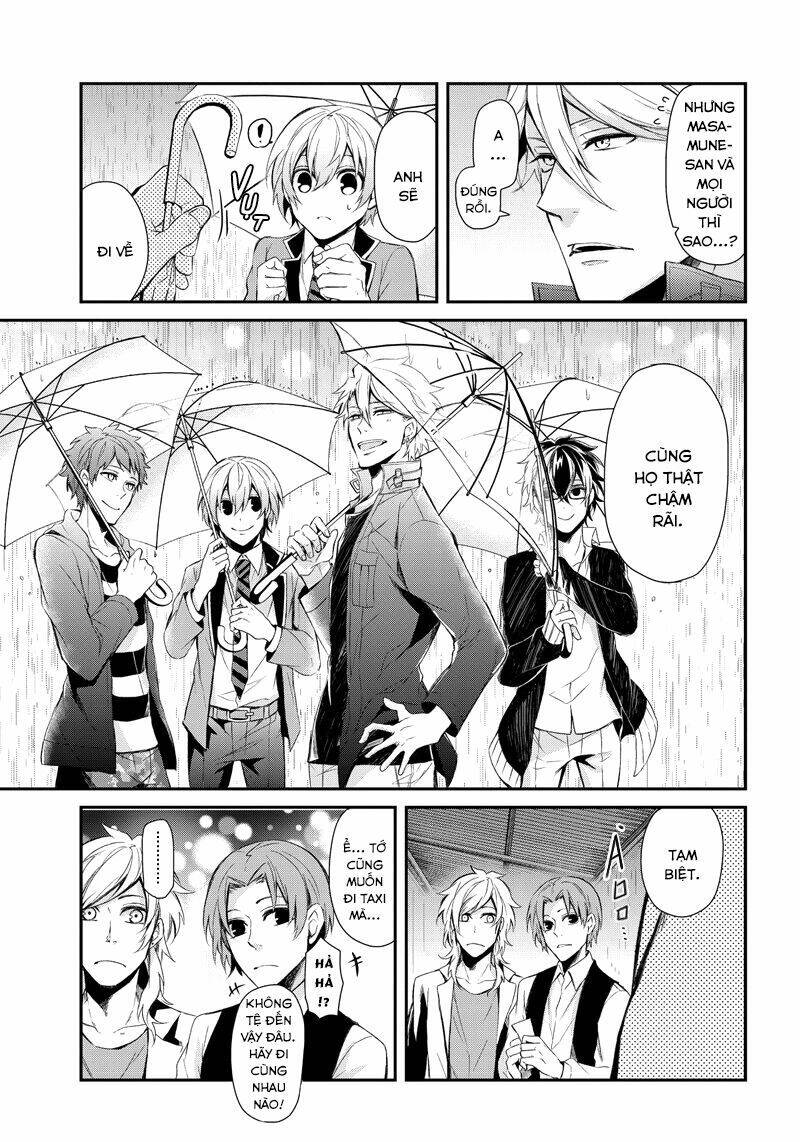 NHƯNG
MASA-
MUNE-
SAN VÀ
MỌI
NGƯỜI
THÌ
SAO...?
A
...
ĐÚNG
RỒI.
ANH
SẼ
!
VỤT
ĐI VỀ
CÙNG
HỌ THẬT
CHẬM
RÃI.
TẠM
BIỆT.
ÀOOO
Ể... TỚ
CŨNG
MUỐN
ĐI TAXI
MÀ...
HẢ
HẢ
!?
KHÔNG
TỆ ĐẾN
VẬY ĐÂU.
HÃY ĐI
CÙNG
NHAU
NÀO!
......